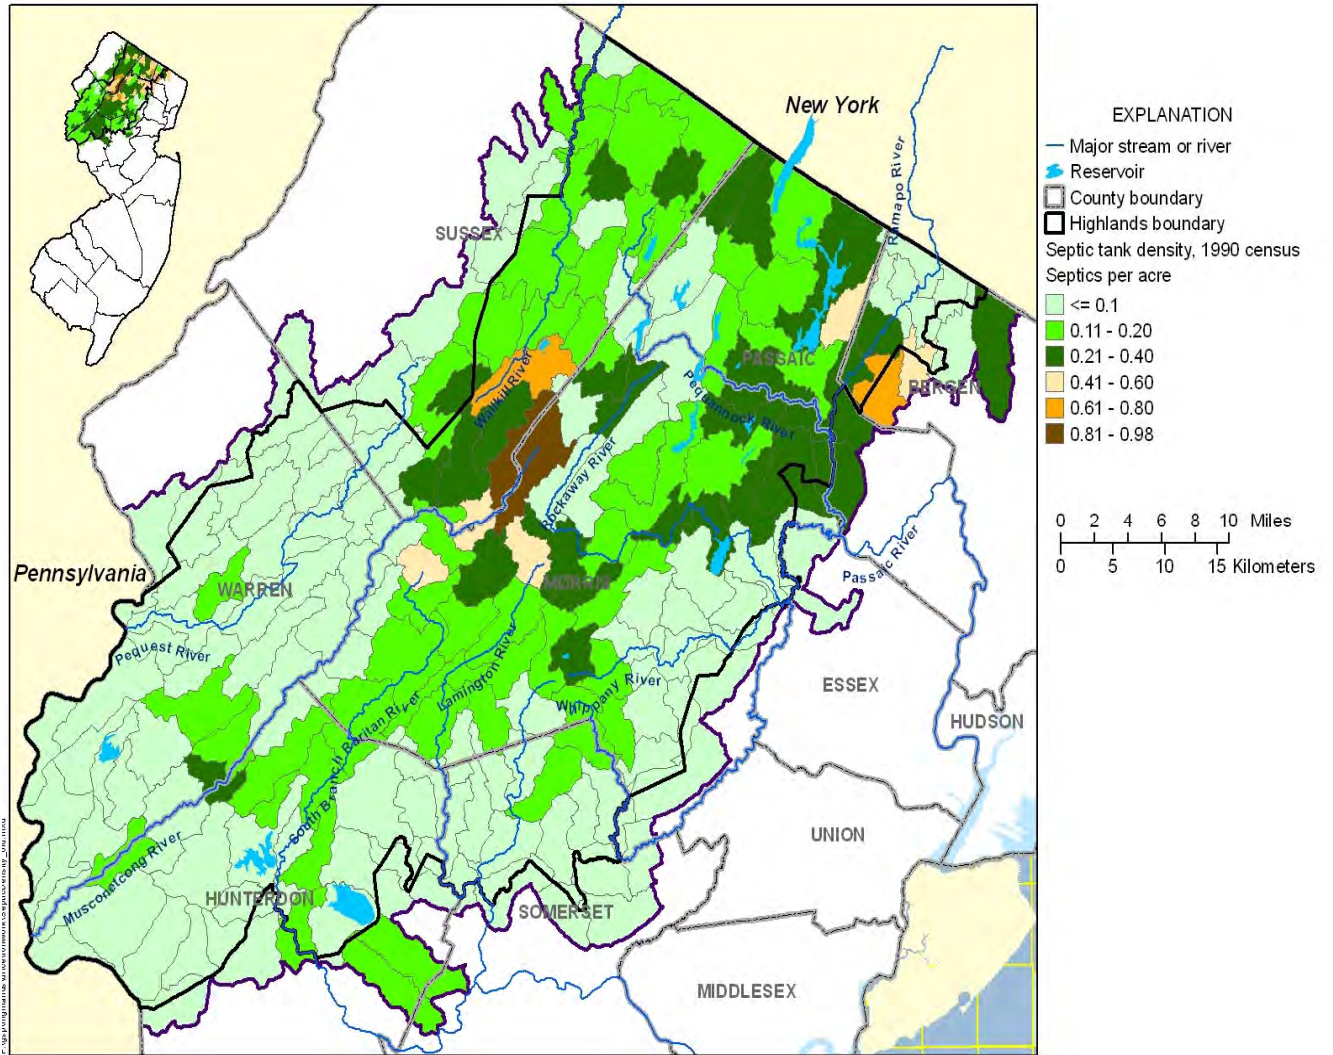 New York
Ramapo River
SUSSEX
PASSAIC
BERGEN
Wallkill River
Pequannock River
Rockaway River
Pennsylvania
WARREN
MORRIS
Passaic River
Pequest River
Lamington River
Whippany River
ESSEX
South Branch Raritan River
HUDSON
Musconetcong River
UNION
HUNTERDON
SOMERSET
MIDDLESEX
EXPLANATION
Major stream or river
Reservoir
County boundary
Highlands boundary
Septic tank density, 1990 census
Septics per acre
<= 0.1
0.11 - 0.20
0.21 - 0.40
0.41 - 0.60
0.61 - 0.80
0.81 - 0.98
0 2 4 6 8 10 Miles
0 5 10 15 Kilometers